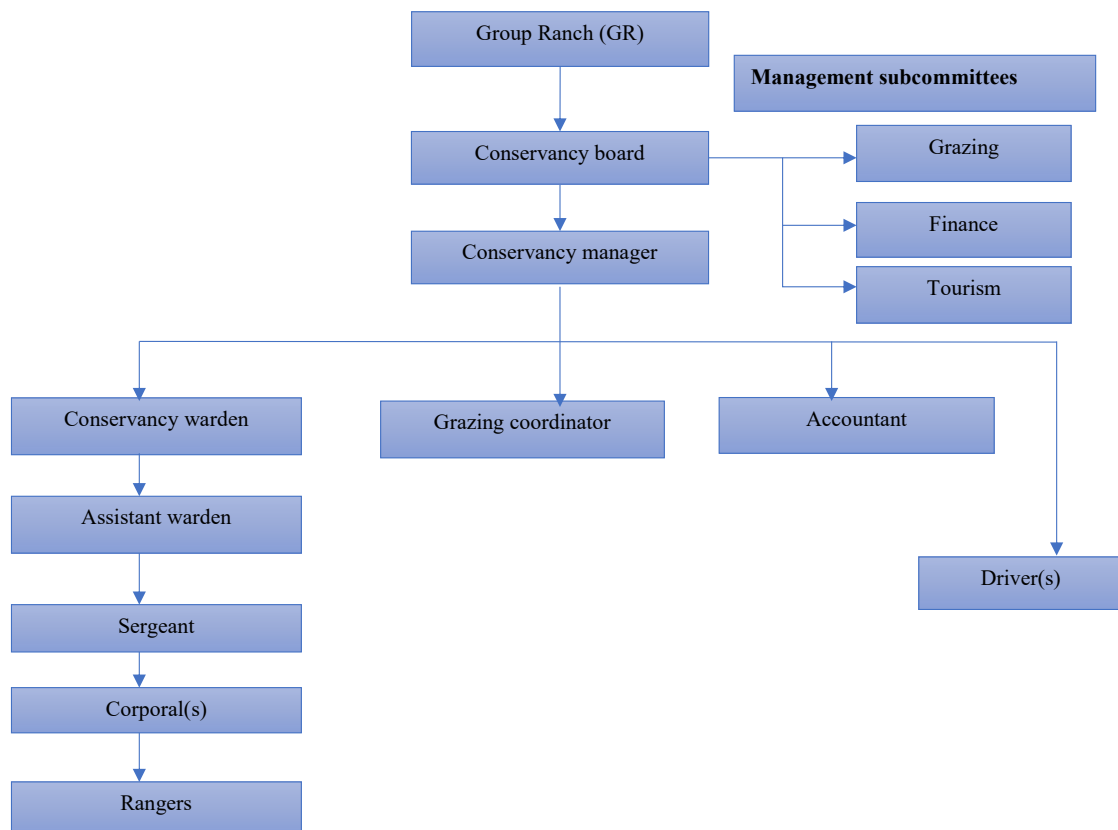 Group Ranch (GR)
Management subcommittees
Conservancy board
Grazing
Finance
Conservancy manager
Tourism
Conservancy warden
Grazing coordinator
Accountant
Assistant warden
Driver(s)
Sergeant
Corporal(s)
Rangers